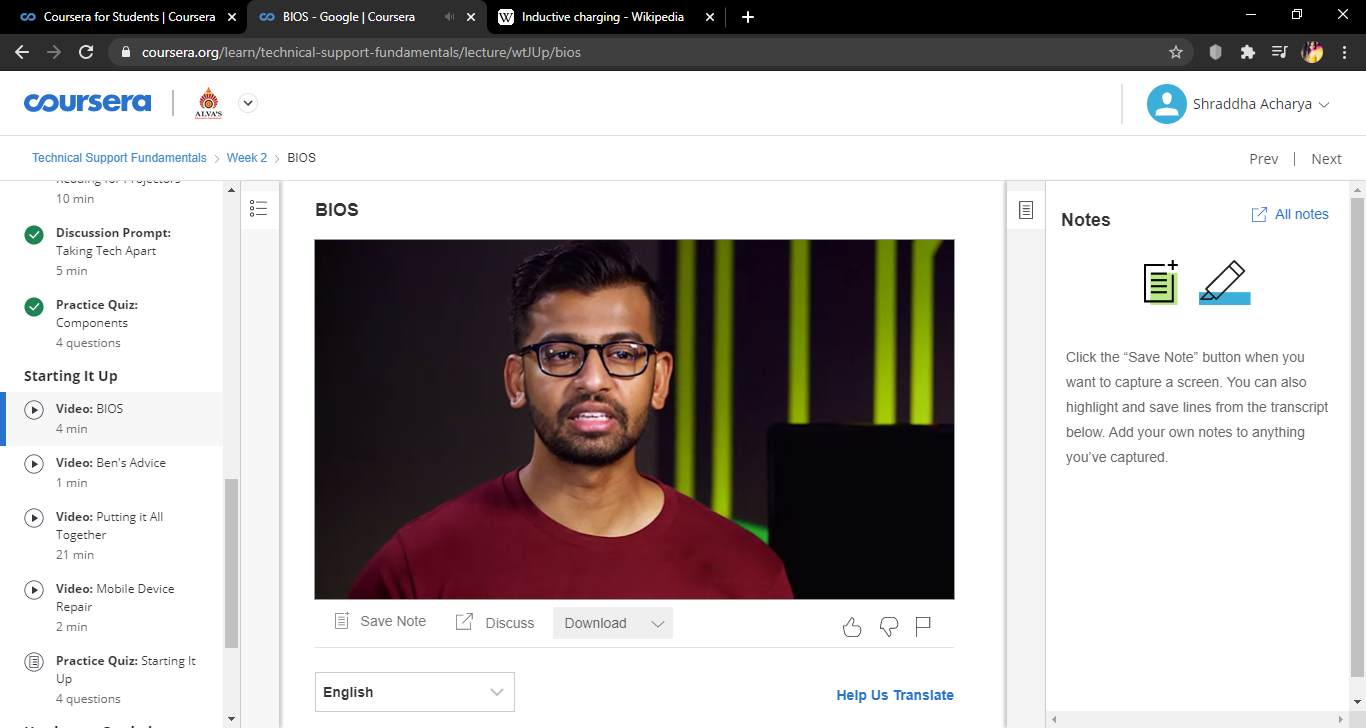 Coursera for Students | Coursera
BIOS - Google | Coursera
Inductive charging - Wikipedia
coursera.org/learn/technical-support-fundamentals/lecture/wtJUp/bios
coursera
ALVA'S
Shraddha Acharya
Technical Support Fundamentals > Week 2 > BIOS
Prev | Next
Reading for Projectors
10 min
Discussion Prompt:
Taking Tech Apart
5 min
Practice Quiz:
Components
4 questions
Starting It Up
Video: BIOS
4 min
Video: Ben's Advice
1 min
Video: Putting it All
Together
21 min
Video: Mobile Device
Repair
2 min
Practice Quiz: Starting It
Up
4 questions
BIOS
Save Note
Discuss
Download
English
Help Us Translate
Notes
All notes
Click the “Save Note” button when you
want to capture a screen. You can also
highlight and save lines from the transcript
below. Add your own notes to anything
you’ve captured.